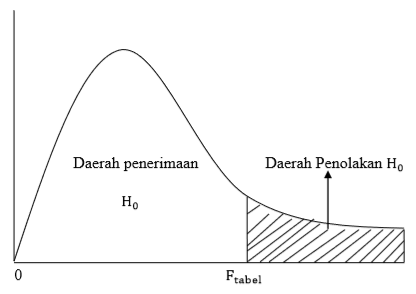 Daerah penerimaan
H₀
Daerah Penolakan H₀
0
Fₜₐbₑₗ